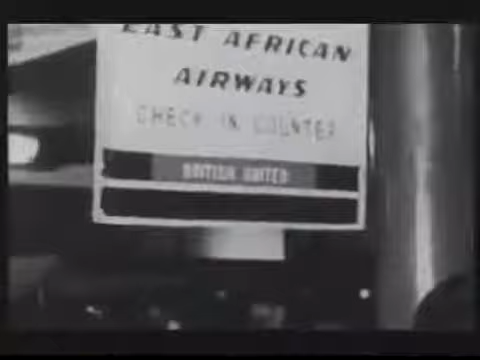 EAST AFRICAN
AIRWAYS
CHECK IN COUNTER
BRITISH UNITED